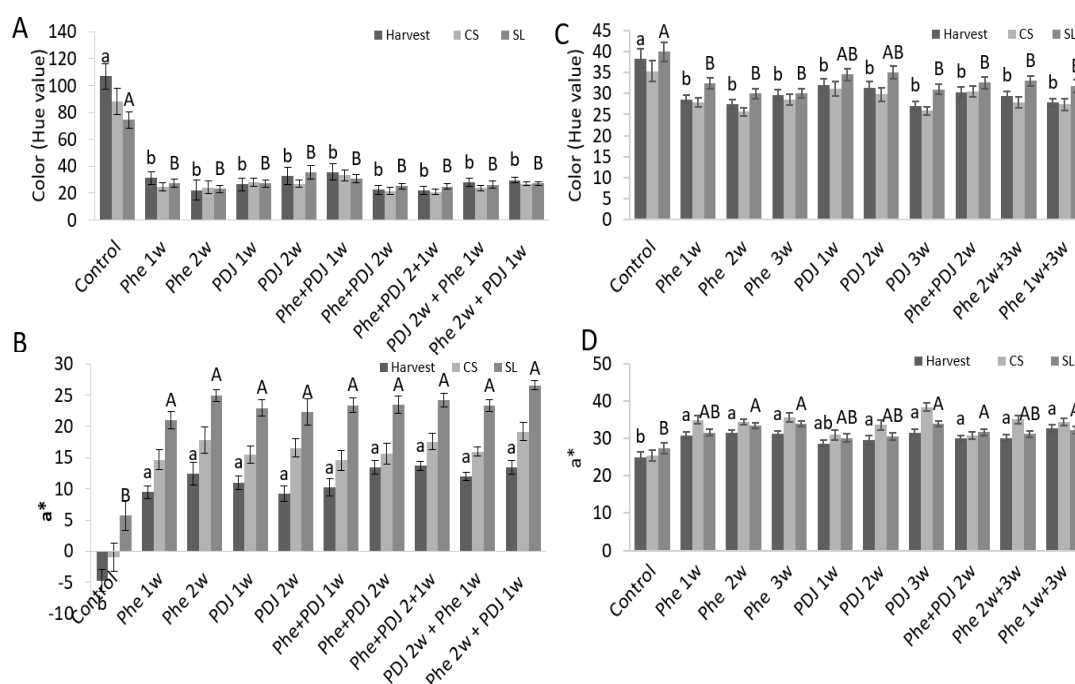 A
Harvest CS SL
Color (Hue value)
140
120
100
80
60
40
20
0
a A
b B b B b B b B b B b B b B b B b B
Control
Phe 1w
Phe 2w
PDJ 1w
PDJ 2w
Phe+PDJ 1w
Phe+PDJ 2w
Phe+PDJ 2+1w
PDJ 2w + Phe 1w
Phe 2w + PDJ 1w
C
Harvest CS SL
Color (Hue value)
45
40
35
30
25
20
15
10
5
0
a A b B b B b B b AB b AB b B b B b B b B
Control
Phe 1w
Phe 2w
Phe 3w
PDJ 1w
PDJ 2w
PDJ 3w
Phe+PDJ 2w
Phe 2w+3w
Phe 1w+3w
B
Harvest CS SL
a*
30
25
20
15
10
5
0
-5
-10
b B a A a A a A a A a A a A a A a A a A
Control
Phe 1w
Phe 2w
PDJ 1w
PDJ 2w
Phe+PDJ 1w
Phe+PDJ 2w
Phe+PDJ 2+1w
PDJ 2w + Phe 1w
Phe 2w + PDJ 1w
D
Harvest CS SL
a*
50
40
30
20
10
0
b B a AB a A a A ab AB a AB a A a A a AB a A
Control
Phe 1w
Phe 2w
Phe 3w
PDJ 1w
PDJ 2w
PDJ 3w
Phe+PDJ 2w
Phe 2w+3w
Phe 1w+3w